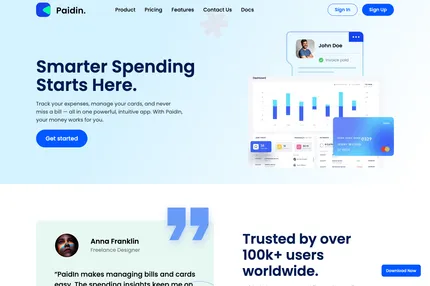 Paidin.
Product Pricing Features Contact Us Docs
Sign In Sign Up
Smarter Spending
Starts Here.
Track your expenses, manage your cards, and never
miss a bill — all in one powerful, intuitive app. With Paidin,
your money works for you.
Get started
John Doe
Invoice paid
Dashboard
Anna Franklin
Freelance Designer
"PaidIn makes managing bills and cards
easy. The spending insights keep me on
Trusted by over
100k+ users
worldwide.
Download Now